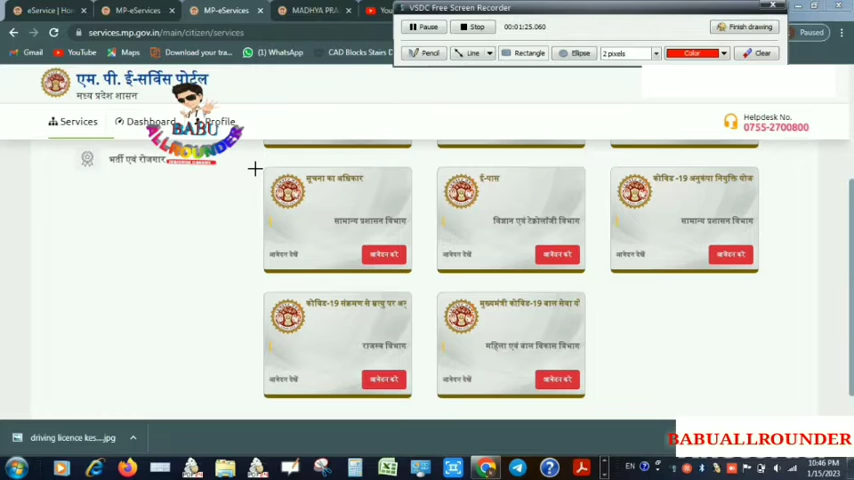 VSDC Free Screen Recorder
Pause
Stop
00:01:25.060
Finish drawing
Pencil
Line
Rectangle
Ellipse
2 pixels
Color
Clear
eService | Ho
MP-eServices
MP-eServices
MADHYA PRA
You
services.mp.gov.in/main/citizen/services
Paused
Gmail
YouTube
Maps
(1) WhatsApp
CAD Blocks Stairs D
एम. पी. ई-सर्विस पोर्टल
मध्य प्रदेश शासन
Services
Dashboard
Profile
BABU
ALLROUNDER
Helpdesk No.
0755-2700800
भर्ती एवं रोजगार
सूचना का अधिकार
सामान्य प्रशासन विभाग
आवेदन देखें
आवेदन करें
ई-पास
विज्ञान एवं टेक्नोलॉजी विभाग
आवेदन देखें
आवेदन करें
कोविड -19 अनुकंपा नियुक्ति योज
सामान्य प्रशासन विभाग
आवेदन देखें
आवेदन करें
कोविड-19 संक्रमण से मृत्यु पर अनु
राजस्व विभाग
आवेदन देखें
आवेदन करें
मुख्यमंत्री कोविड-19 बाल सेवा यो
महिला एवं बाल विकास विभाग
आवेदन देखें
आवेदन करें
driving licence kes....jpg
BABUALLROUNDER
EN
10:46 PM
1/15/2023